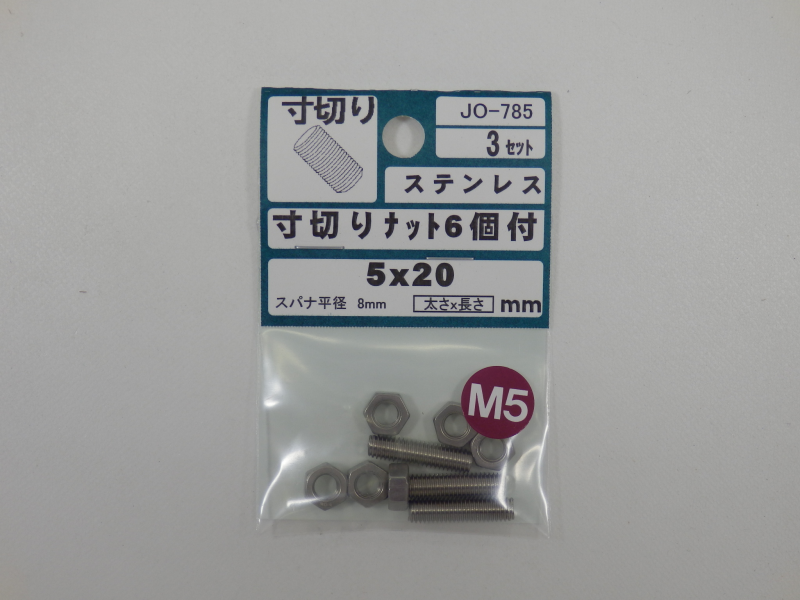 寸切り
JO-785
3セット
ステンレス
寸切りナット6個付
5x20
スパナ平径 8mm 太さx長さ mm
M5